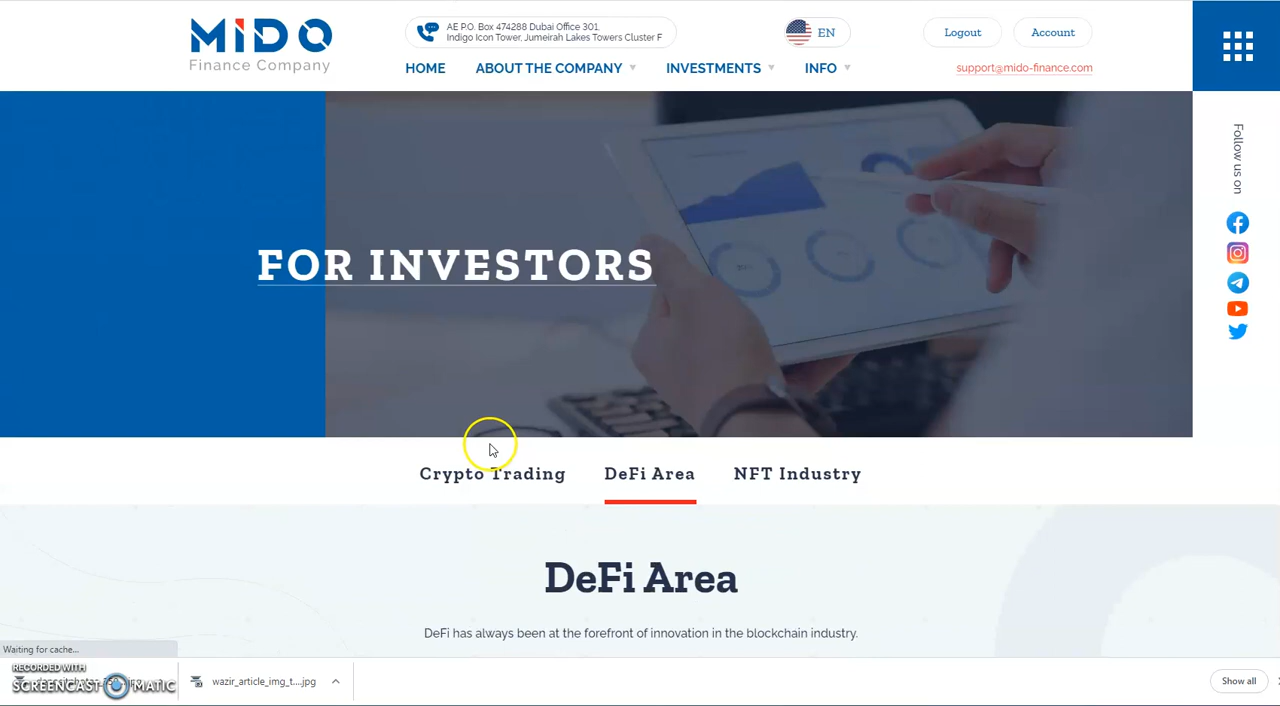 MIDO
Finance Company
AE P.O. Box 474288 Dubai Office 301,
Indigo Icon Tower, Jumeirah Lakes Towers Cluster F
EN
Logout
Account
HOME
ABOUT THE COMPANY
INVESTMENTS
INFO
support@mido-finance.com
Follow us on
FOR INVESTORS
Crypto Trading
DeFi Area
NFT Industry
DeFi Area
DeFi has always been at the forefront of innovation in the blockchain industry.
Waiting for cache...
RECORDED WITH
SCREENCAST MATIC
wazir_article_img_t....jpg
Show all